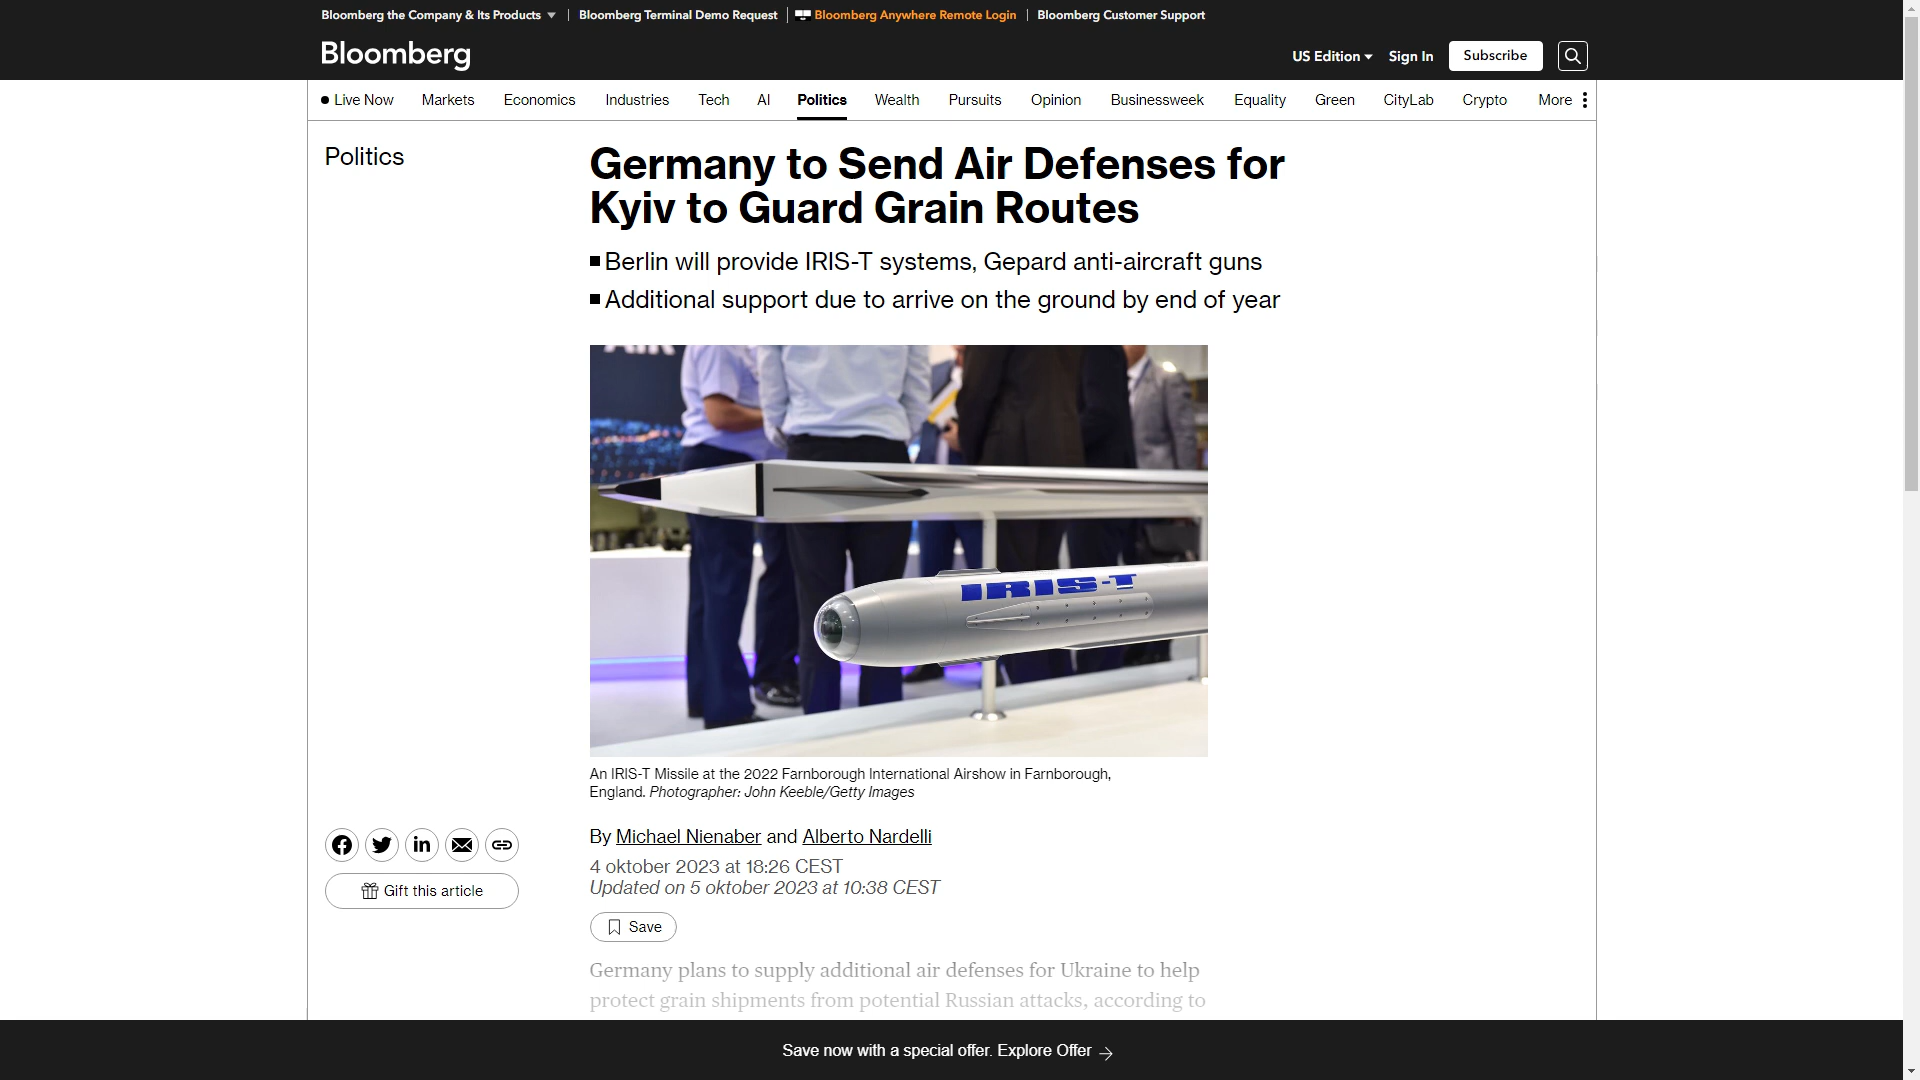 Bloomberg the Company & Its Products
Bloomberg Terminal Demo Request
Bloomberg Anywhere Remote Login
Bloomberg Customer Support
Bloomberg
US Edition
Sign In
Subscribe
Live Now
Markets
Economics
Industries
Tech
AI
Politics
Wealth
Pursuits
Opinion
Businessweek
Equality
Green
CityLab
Crypto
More
Politics
Germany to Send Air Defenses for
Kyiv to Guard Grain Routes
Berlin will provide IRIS-T systems, Gepard anti-aircraft guns
Additional support due to arrive on the ground by end of year
IRIS-T
An IRIS-T Missile at the 2022 Farnborough International Airshow in Farnborough,
England. Photographer: John Keeble/Getty Images
By Michael Nienaber and Alberto Nardelli
4 oktober 2023 at 18:26 CEST
Updated on 5 oktober 2023 at 10:38 CEST
Gift this article
Save
Germany plans to supply additional air defenses for Ukraine to help
protect grain shipments from potential Russian attacks, according to
Save now with a special offer. Explore Offer